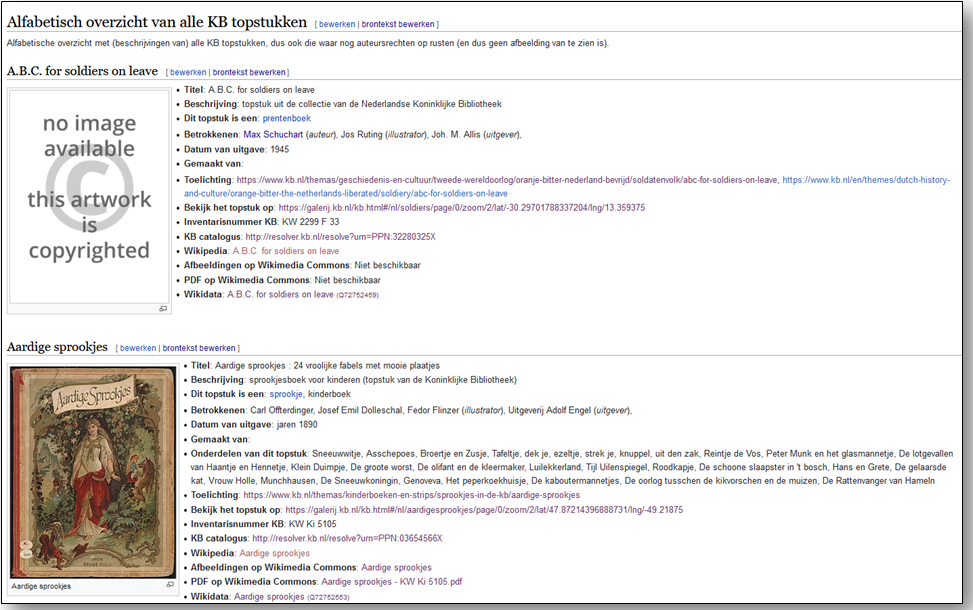 Alfabetisch overzicht van alle KB topstukken [ bewerken | brontekst bewerken ]
Alfabetische overzicht met (beschrijvingen van) alle KB topstukken, dus ook die waar nog auteursrechten op rusten (en dus geen afbeelding van te zien is).
A.B.C. for soldiers on leave [ bewerken | brontekst bewerken ]
no image
available
©
this artwork
is
copyrighted
• Titel: A.B.C. for soldiers on leave
• Beschrijving: topstuk uit de collectie van de Nederlandse Koninklijke Bibliotheek
• Dit topstuk is een: prentenboek
• Betrokkenen: Max Schuchart (auteur), Jos Ruting (illustrator), Joh. M. Allis (uitgever),
• Datum van uitgave: 1945
• Gemaakt van:
• Toelichting: https://www.kb.nl/themas/geschiedenis-en-cultuur/tweede-wereldoorlog/oranje-bitter-nederland-bevrijd/soldatenvolk/abc-for-soldiers-on-leave, https://www.kb.nl/en/themes/dutch-history-
and-culture/orange-bitter-the-netherlands-liberated/soldiery/abc-for-soldiers-on-leave
• Bekijk het topstuk op: https://galerij.kb.nl/kb.html#/nl/soldiers/page/0/zoom/2/lat/-30.29701788337204/lng/13.359375
• Inventarisnummer KB: KW 2299 F 33
• KB catalogus: http://resolver.kb.nl/resolve?urn=PPN:32280325X
• Wikipedia: A.B.C. for soldiers on leave
• Afbeeldingen op Wikimedia Commons: Niet beschikbaar
• PDF op Wikimedia Commons: Niet beschikbaar
• Wikidata: A.B.C. for soldiers on leave (Q72752459)
Aardige sprookjes [ bewerken | brontekst bewerken ]
Aardige Sprookjes
Aardige sprookjes
• Titel: Aardige sprookjes : 24 vroolijke fabels met mooie plaatjes
• Beschrijving: sprookjesboek voor kinderen (topstuk van de Koninklijke Bibliotheek)
• Dit topstuk is een: sprookje, kinderboek
• Betrokkenen: Carl Offterdinger, Josef Emil Dolleschal, Fedor Flinzer (illustrator), Uitgeverij Adolf Engel (uitgever),
• Datum van uitgave: jaren 1890
• Gemaakt van:
• Onderdelen van dit topstuk: Sneeuwwitje, Asschepoes, Broertje en Zusje, Tafeltje, dek je, ezeltje, strek je, knuppel, uit den zak, Reintje de Vos, Peter Munk en het glasmannetje, De lotgevallen
van Haantje en Hennetje, Klein Duimpje, De groote worst, De olifant en de kleermaker, Luilekkerland, Tijl Uilenspiegel, Roodkapje, De schoone slaapster in 't bosch, Hans en Grete, De gelaarsde
kat, Vrouw Holle, Munchhausen, De Sneeuwkoningin, Genoveva, Het peperkoekhuisje, De kaboutermannetjes, De oorlog tusschen de kikvorschen en de muizen, De Rattenvanger van Hameln
• Toelichting: https://www.kb.nl/themas/kinderboeken-en-strips/sprookjes-in-de-kb/aardige-sprookjes
• Bekijk het topstuk op: https://galerij.kb.nl/kb.html#/nl/aardigesprookjes/page/0/zoom/2/lat/47.87214396888731/lng/-49.21875
• Inventarisnummer KB: KW Ki 5105
• KB catalogus: http://resolver.kb.nl/resolve?urn=PPN:03654566X
• Wikipedia: Aardige sprookjes
• Afbeeldingen op Wikimedia Commons: Aardige sprookjes
• PDF op Wikimedia Commons: Aardige sprookjes - KW Ki 5105.pdf
• Wikidata: Aardige sprookjes (Q72752553)